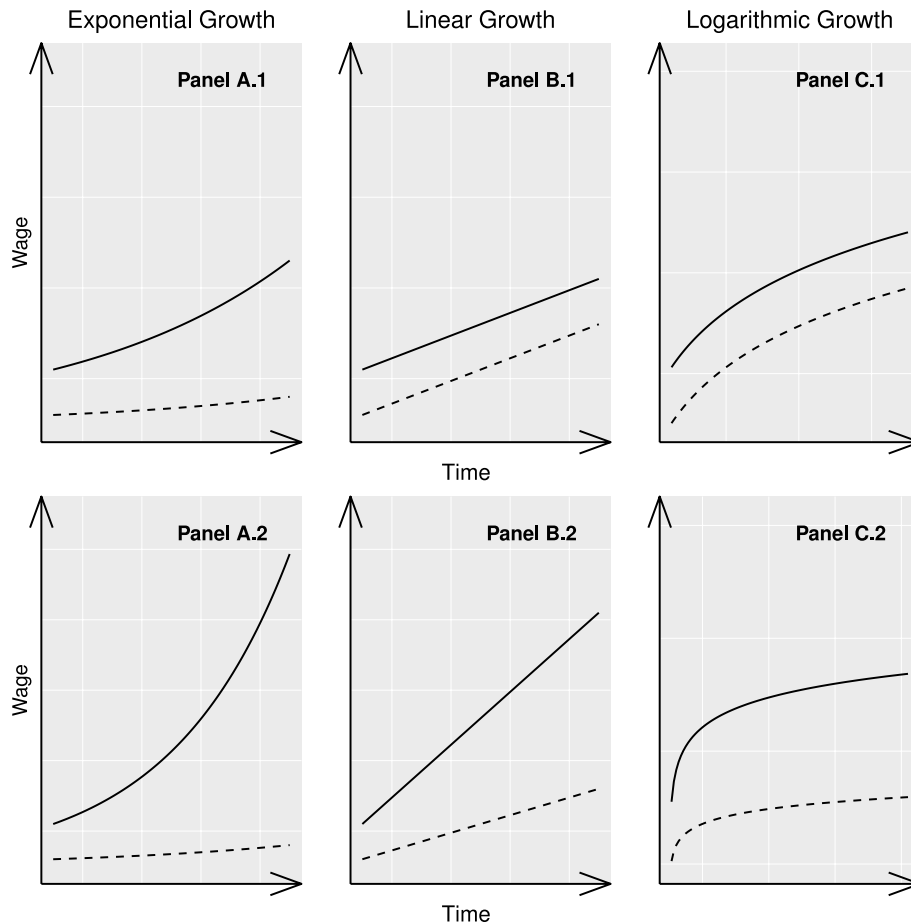 Exponential Growth
Linear Growth
Logarithmic Growth
Panel A.1
Panel B.1
Panel C.1
Wage
Time
Panel A.2
Panel B.2
Panel C.2
Wage
Time